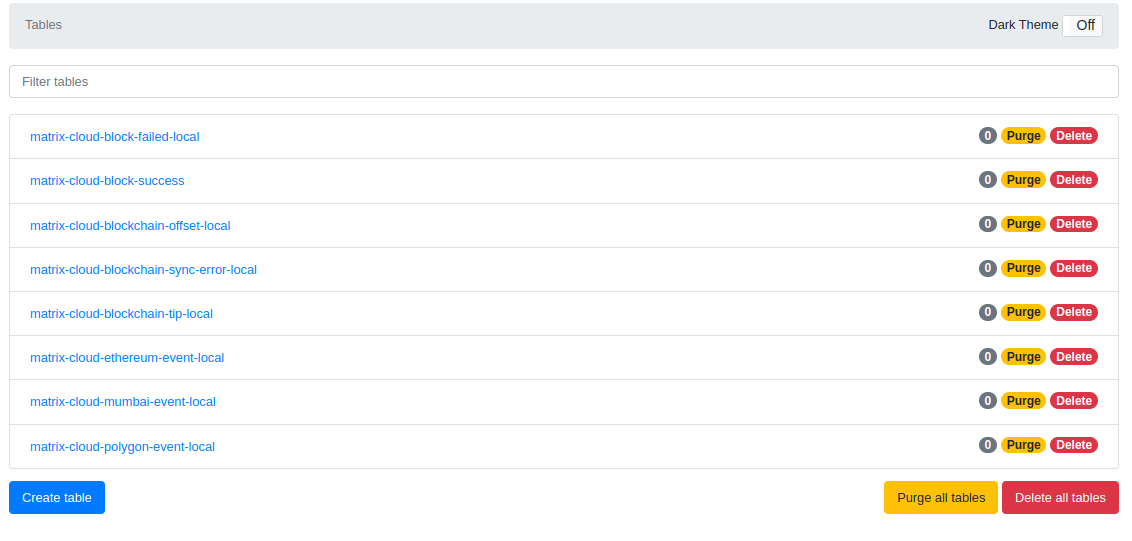 Tables Dark Theme Off
Filter tables
matrix-cloud-block-failed-local 0 Purge Delete
matrix-cloud-block-success 0 Purge Delete
matrix-cloud-blockchain-offset-local 0 Purge Delete
matrix-cloud-blockchain-sync-error-local 0 Purge Delete
matrix-cloud-blockchain-tip-local 0 Purge Delete
matrix-cloud-ethereum-event-local 0 Purge Delete
matrix-cloud-mumbai-event-local 0 Purge Delete
matrix-cloud-polygon-event-local 0 Purge Delete
Create table Purge all tables Delete all tables